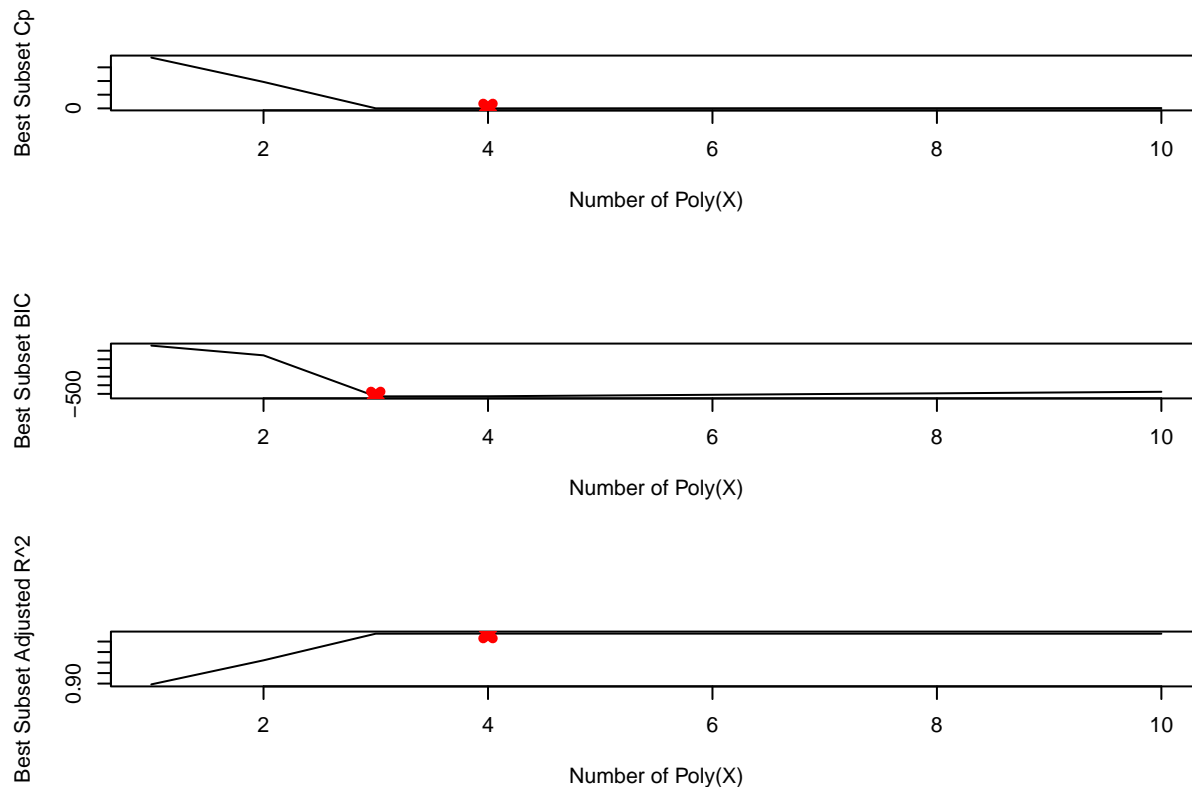 Best Subset Cp
0
2 4 6 8 10
Number of Poly(X)
Best Subset BIC
−500
2 4 6 8 10
Number of Poly(X)
Best Subset Adjusted R^2
0.90
2 4 6 8 10
Number of Poly(X)